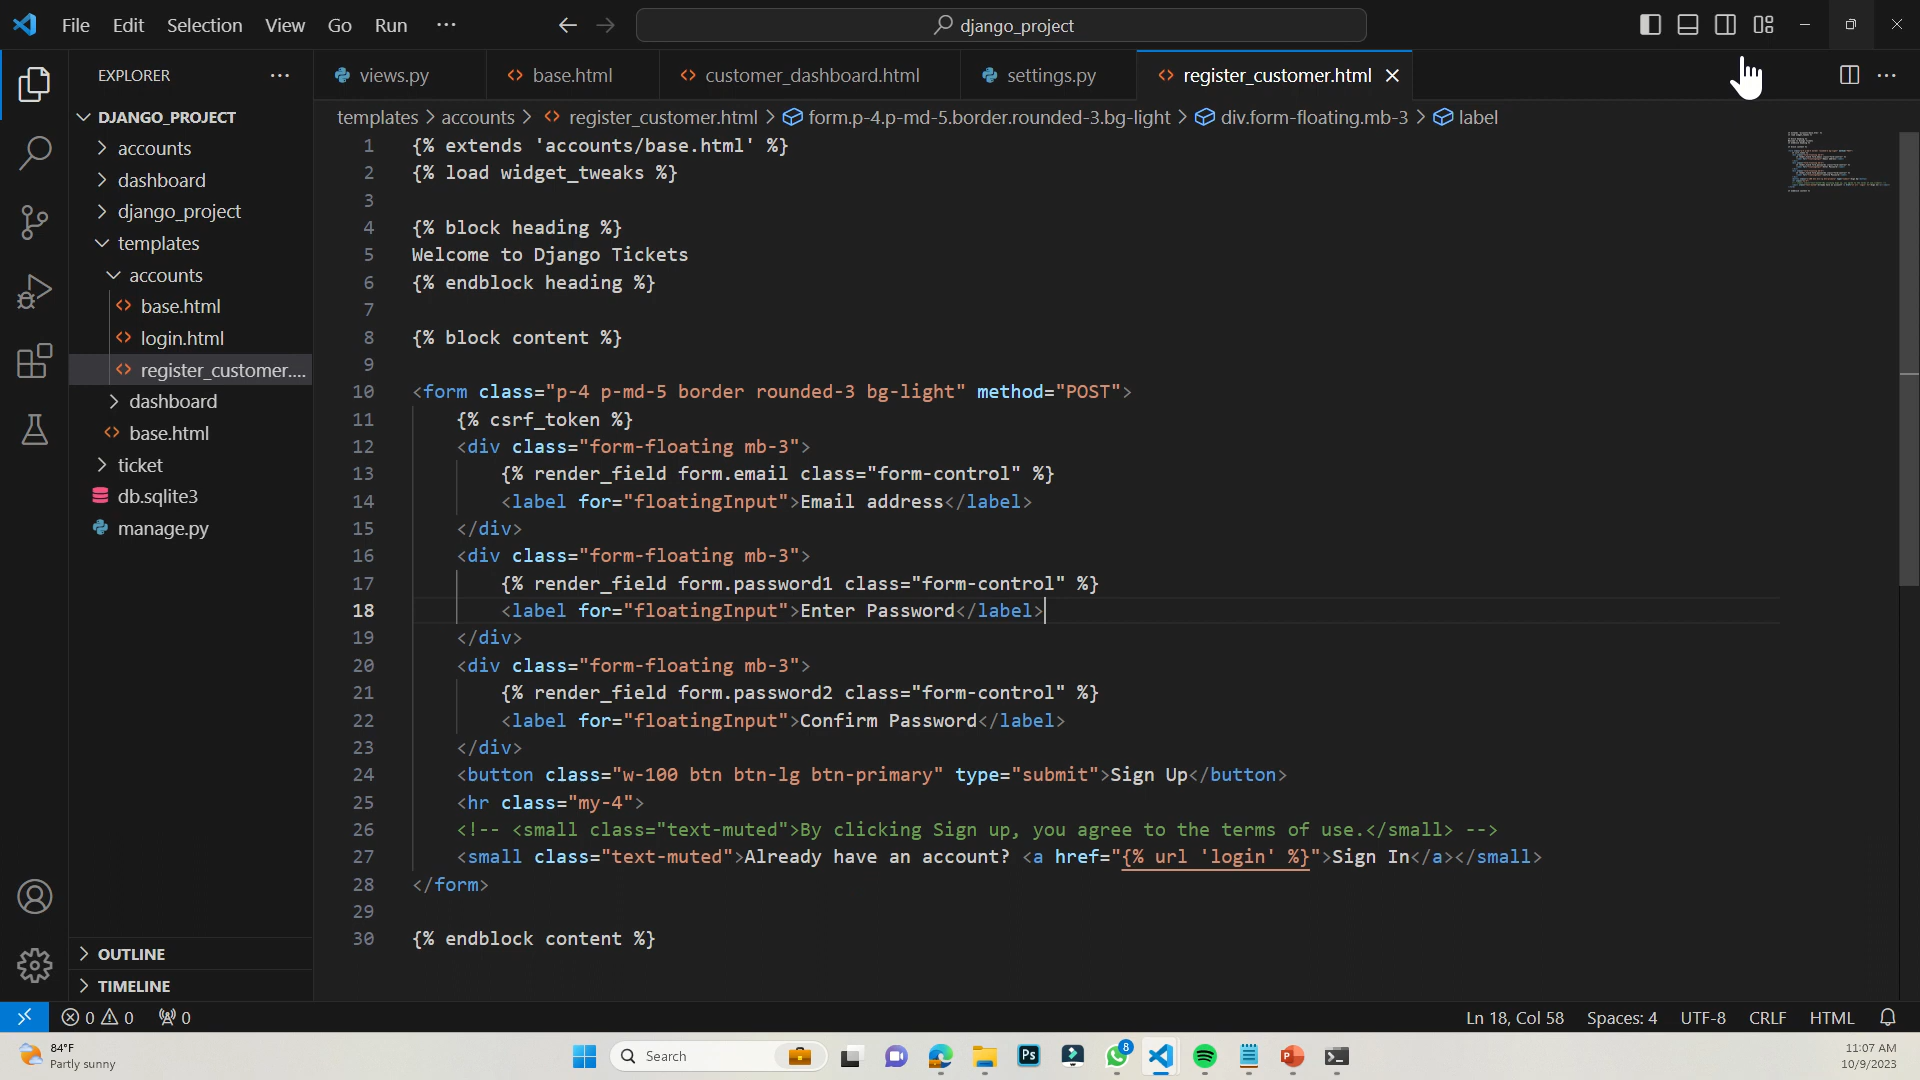 File Edit Selection View Go Run ··· django_project
EXPLORER ···
DJANGO_PROJECT
accounts
dashboard
django_project
templates
accounts
base.html
login.html
register_customer....
dashboard
base.html
ticket
db.sqlite3
manage.py
OUTLINE
TIMELINE
views.py base.html customer_dashboard.html settings.py register_customer.html
templates > accounts > register_customer.html > form.p-4.p-md-5.border.rounded-3.bg-light > div.form-floating.mb-3 > label
1 {% extends 'accounts/base.html' %}
2 {% load widget_tweaks %}
3
4 {% block heading %}
5 Welcome to Django Tickets
6 {% endblock heading %}
7
8 {% block content %}
9
10 <form class="p-4 p-md-5 border rounded-3 bg-light" method="POST">
11 {% csrf_token %}
12 <div class="form-floating mb-3">
13 {% render_field form.email class="form-control" %}
14 <label for="floatingInput">Email address</label>
15 </div>
16 <div class="form-floating mb-3">
17 {% render_field form.password1 class="form-control" %}
18 <label for="floatingInput">Enter Password</label>
19 </div>
20 <div class="form-floating mb-3">
21 {% render_field form.password2 class="form-control" %}
22 <label for="floatingInput">Confirm Password</label>
23 </div>
24 <button class="w-100 btn btn-lg btn-primary" type="submit">Sign Up</button>
25 <hr class="my-4">
26 <!-- <small class="text-muted">By clicking Sign up, you agree to the terms of use.</small> -->
27 <small class="text-muted">Already have an account? <a href="{% url 'login' %}">Sign In</a></small>
28 </form>
29
30 {% endblock content %}
0 0 0 Ln 18, Col 58 Spaces: 4 UTF-8 CRLF HTML
84°F
Partly sunny
Search
Ps
8
P
11:07 AM
10/9/2023